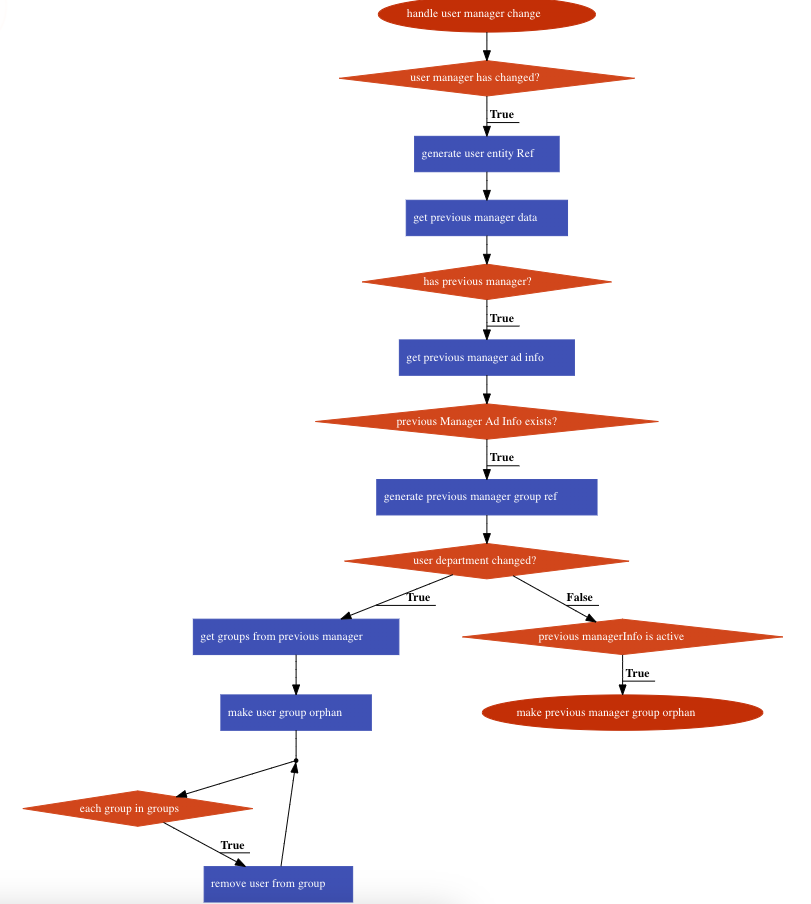 handle user manager change
user manager has changed?
True
generate user entity Ref
get previous manager data
has previous manager?
True
get previous manager ad info
previous Manager Ad Info exists?
True
generate previous manager group ref
user department changed?
True
False
get groups from previous manager
previous managerInfo is active
True
make user group orphan
make previous manager group orphan
each group in groups
True
remove user from group